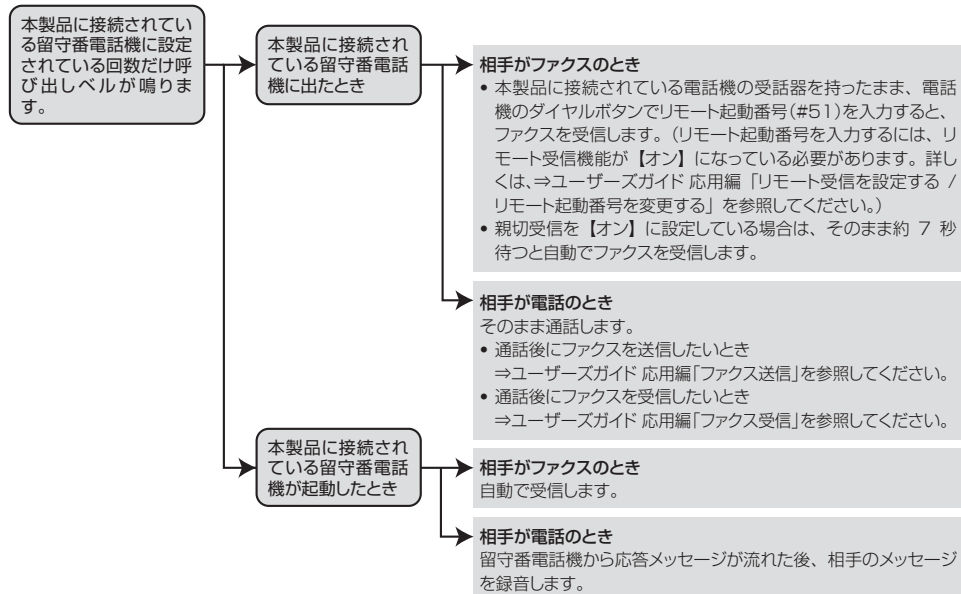 本製品に接続されてい
る留守番電話機に設定
されている回数だけ呼
び出しベルが鳴りま
す。
本製品に接続され
ている留守番電話
機に出たとき
相手がファクスのとき
• 本製品に接続されている電話機の受話器を持ったまま、電話
機のダイヤルボタンでリモート起動番号(#51)を入力すると、
ファクスを受信します。(リモート起動番号を入力するには、リ
モート受信機能が【オン】になっている必要があります。詳し
くは、⇒ユーザーズガイド 応用編「リモート受信を設定する /
リモート起動番号を変更する」を参照してください。)
• 親切受信を【オン】に設定している場合は、そのまま約 7 秒
待つと自動でファクスを受信します。
相手が電話のとき
そのまま通話します。
• 通話後にファクスを送信したいとき
⇒ユーザーズガイド 応用編「ファクス送信」を参照してください。
• 通話後にファクスを受信したいとき
⇒ユーザーズガイド 応用編「ファクス受信」を参照してください。
本製品に接続され
ている留守番電話
機が起動したとき
相手がファクスのとき
自動で受信します。
相手が電話のとき
留守番電話機から応答メッセージが流れた後、相手のメッセージ
を録音します。